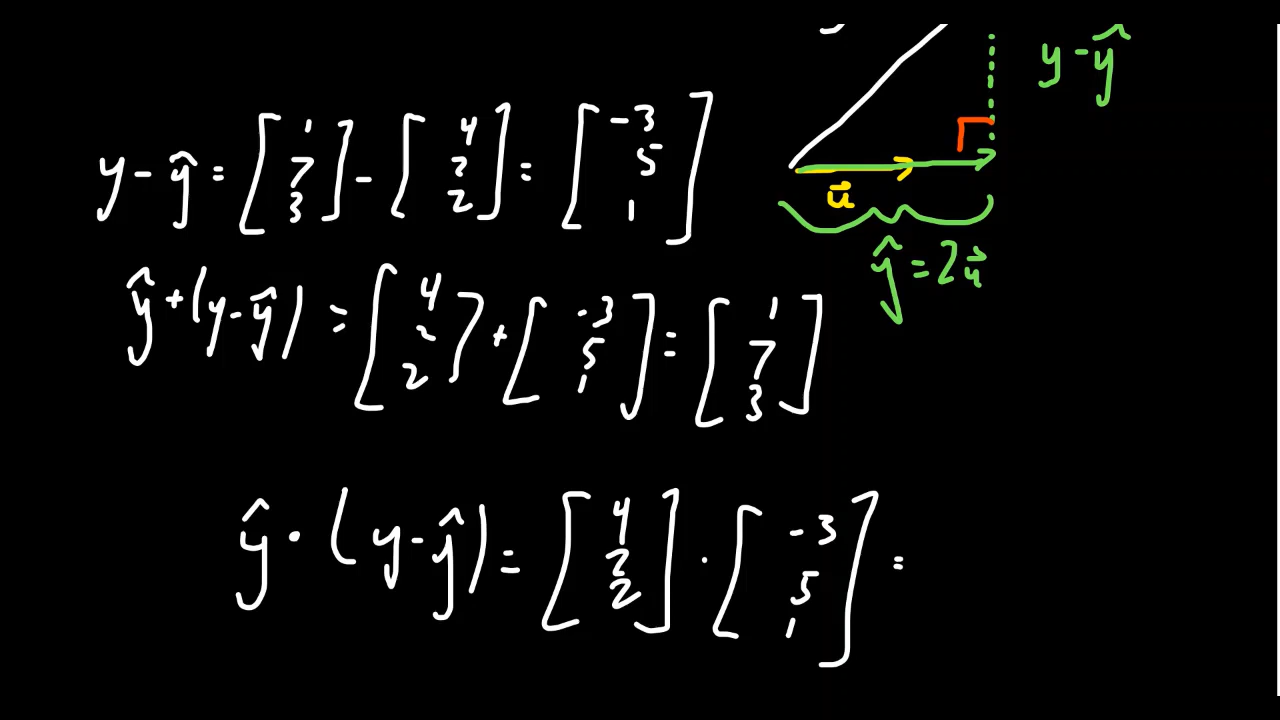 y - ŷ
y - ŷ = [1 7 3] - [4 2 2] = [-3 5 1]
u⃗
ŷ = 2u⃗
ŷ + (y - ŷ) = [4 2 2] + [-3 5 1] = [1 7 3]
ŷ · (y - ŷ) = [4 2 2] · [-3 5 1] =